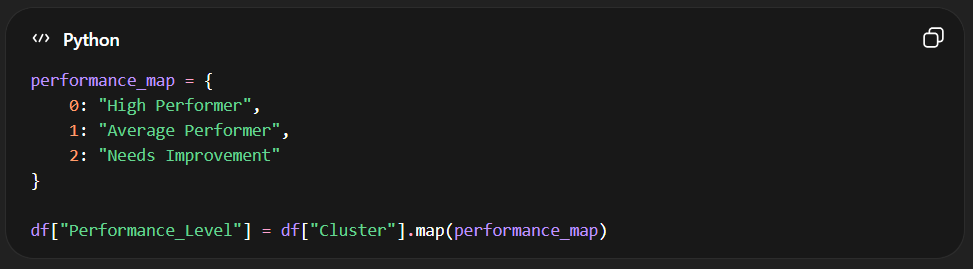 Python
performance_map = {
    0: "High Performer",
    1: "Average Performer",
    2: "Needs Improvement"
}
df["Performance_Level"] = df["Cluster"].map(performance_map)